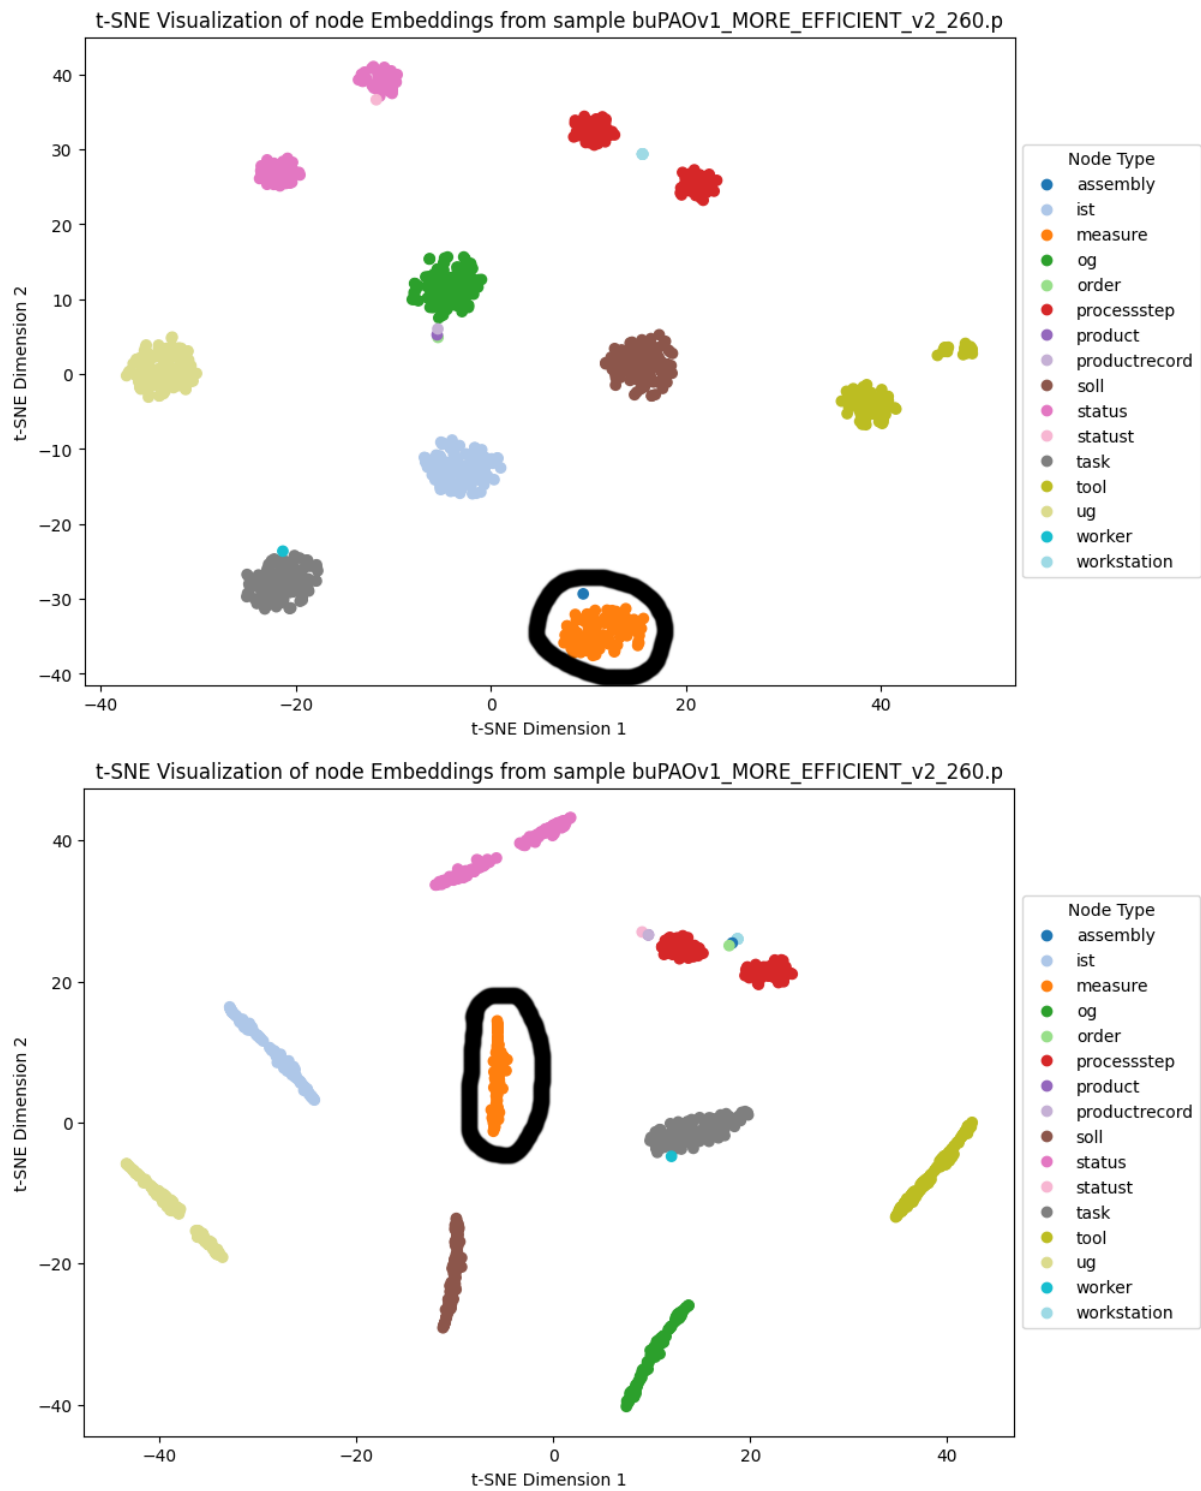 t-SNE Visualization of node Embeddings from sample buPAOv1_MORE_EFFICIENT_v2_260.p
40
30
20
10
0
−10
−20
−30
−40
t-SNE Dimension 2
−40 −20 0 20 40
t-SNE Dimension 1
Node Type
assembly
ist
measure
og
order
processstep
product
productrecord
soll
status
statust
task
tool
ug
worker
workstation
t-SNE Visualization of node Embeddings from sample buPAOv1_MORE_EFFICIENT_v2_260.p
40
20
0
−20
−40
t-SNE Dimension 2
−40 −20 0 20 40
t-SNE Dimension 1
Node Type
assembly
ist
measure
og
order
processstep
product
productrecord
soll
status
statust
task
tool
ug
worker
workstation